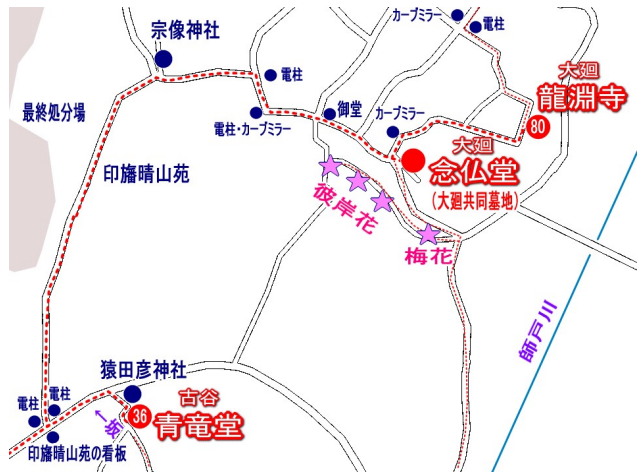 カーブミラー
電柱
宗像神社
大廻
龍淵寺
80
電柱
最終処分場
御堂
カーブミラー
電柱・カーブミラー
大廻
念仏堂
(大廻共同墓地)
印旛晴山苑
彼岸花
梅花
師戸川
猿田彦神社
古谷
36
青竜堂
電柱
電柱
←坂
印旛晴山苑の看板